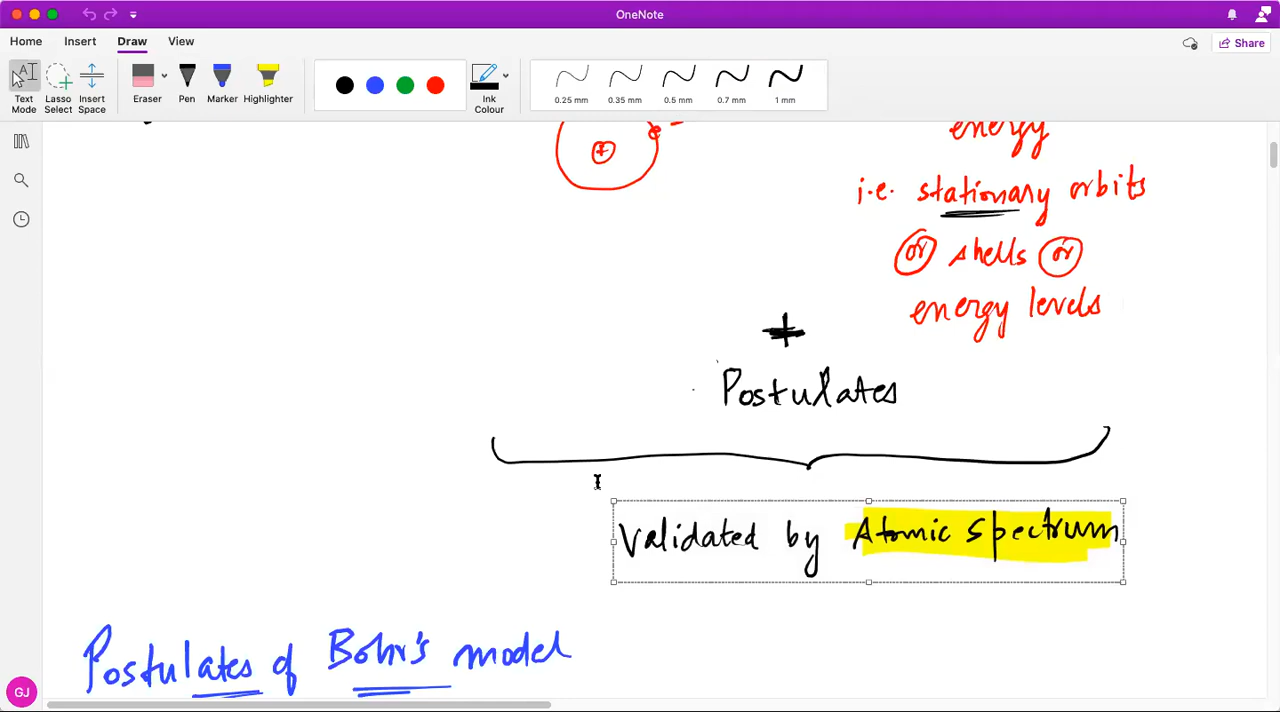 OneNote
Home Insert Draw View
Share
Text Mode
Lasso Select
Insert Space
Eraser
Pen
Marker
Highlighter
Ink Colour
0.25 mm 0.35 mm 0.5 mm 0.7 mm 1 mm
+ e
energy
i.e. stationary orbits
or shells or
energy levels
+
Postulates
Validated by Atomic Spectrum
Postulates of Bohr's model
GJ